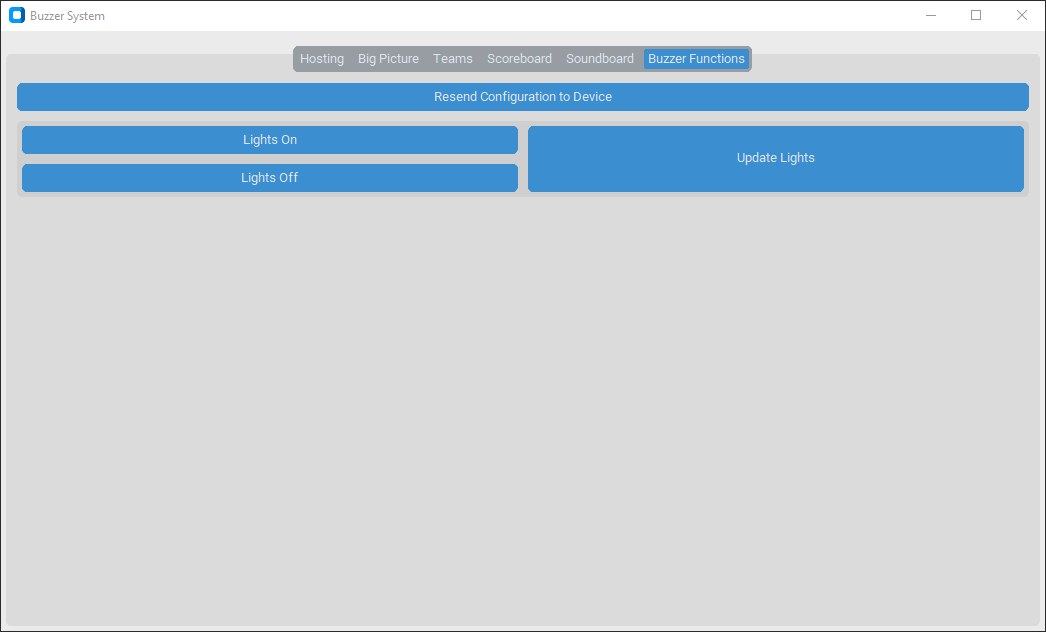 Buzzer System
Hosting Big Picture Teams Scoreboard Soundboard Buzzer Functions
Resend Configuration to Device
Lights On
Lights Off
Update Lights